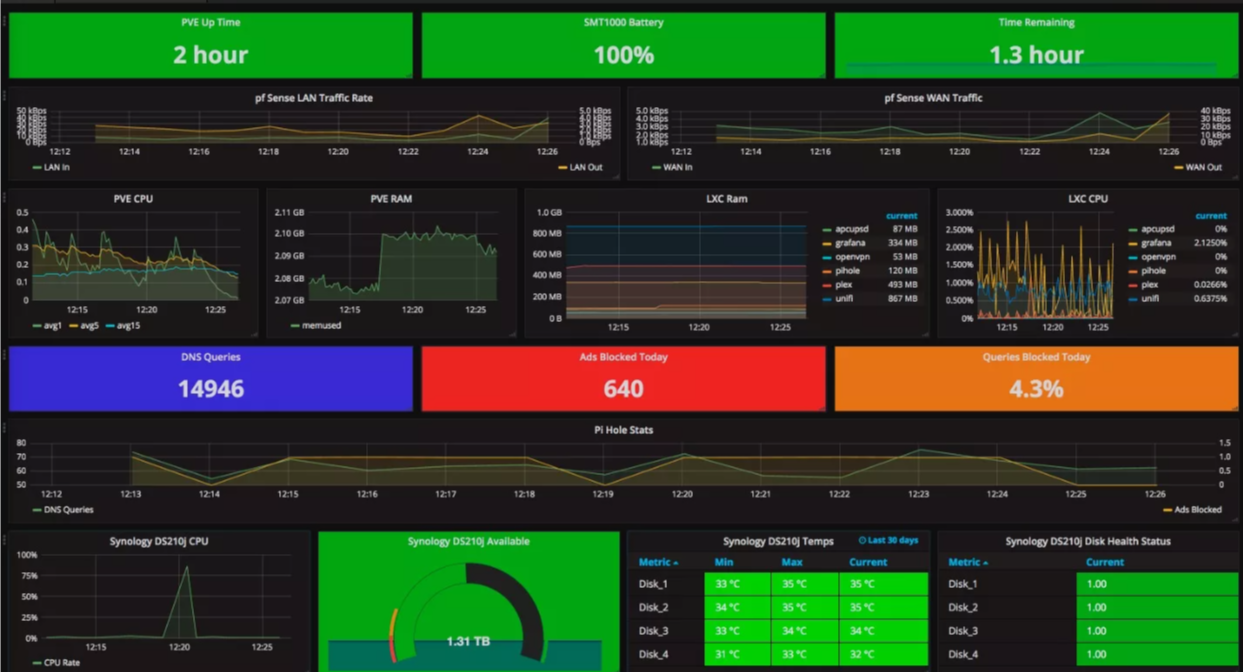 PVE Up Time
2 hour
SMT1000 Battery
100%
Time Remaining
1.3 hour
pf Sense LAN Traffic Rate
50 kBps
40 kBps
30 kBps
20 kBps
10 kBps
0 Bps
5.0 kBps
4.0 kBps
3.0 kBps
2.0 kBps
1.0 kBps
0 Bps
12:12 12:14 12:16 12:18 12:20 12:22 12:24 12:26
LAN In LAN Out
pf Sense WAN Traffic
5.0 kBps
4.0 kBps
3.0 kBps
2.0 kBps
1.0 kBps
40 kBps
30 kBps
20 kBps
10 kBps
0 Bps
12:12 12:14 12:16 12:18 12:20 12:22 12:24 12:26
WAN In WAN Out
PVE CPU
0.5
0.4
0.3
0.2
0.1
0
12:15 12:20 12:25
avg1 avg5 avg15
PVE RAM
2.11 GB
2.10 GB
2.09 GB
2.08 GB
2.07 GB
12:15 12:20 12:25
memused
LXC Ram
1.0 GB
800 MB
600 MB
400 MB
200 MB
0 B
12:15 12:20 12:25
current
apcupsd 87 MB
grafana 334 MB
openvpn 53 MB
pihole 120 MB
plex 493 MB
unifi 867 MB
LXC CPU
3.000%
2.500%
2.000%
1.500%
1.000%
0.500%
0%
12:15 12:20 12:25
current
apcupsd 0%
grafana 2.1250%
openvpn 0%
pihole 0%
plex 0.0266%
unifi 0.6375%
DNS Queries
14946
Ads Blocked Today
640
Queries Blocked Today
4.3%
Pi Hole Stats
80
70
60
50
1.5
1.0
0.5
0
12:12 12:13 12:14 12:15 12:16 12:17 12:18 12:19 12:20 12:21 12:22 12:23 12:24 12:25 12:26
DNS Queries Ads Blocked
Synology DS210j CPU
100%
75%
50%
25%
0%
12:15 12:20 12:25
CPU Rate
Synology DS210j Available
1.31 TB
Synology DS210j Temps Last 30 days
Metric Min Max Current
Disk_1 33 °C 35 °C 35 °C
Disk_2 34 °C 35 °C 35 °C
Disk_3 33 °C 34 °C 34 °C
Disk_4 31 °C 33 °C 32 °C
Synology DS210j Disk Health Status
Metric Current
Disk_1 1.00
Disk_2 1.00
Disk_3 1.00
Disk_4 1.00